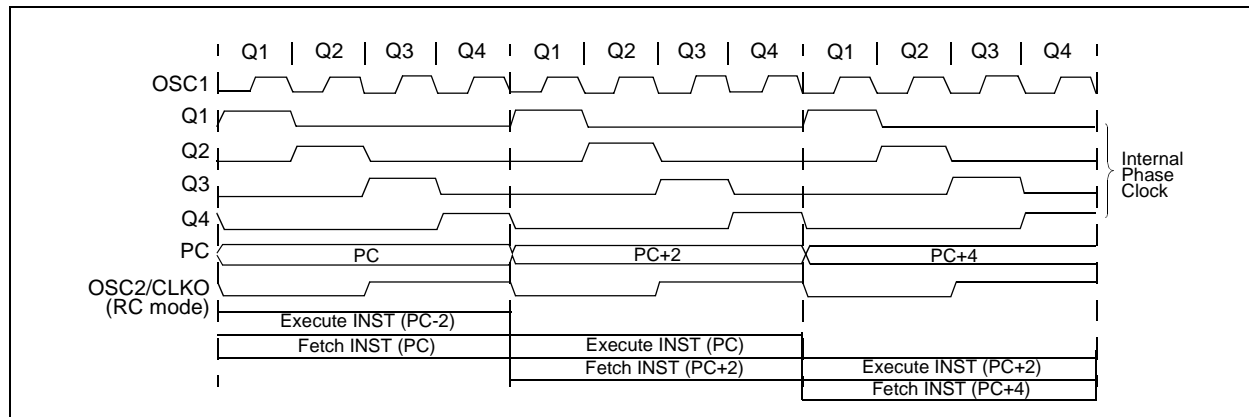 Q1 Q2 Q3 Q4 Q1 Q2 Q3 Q4 Q1 Q2 Q3 Q4
OSC1
Q1
Q2
Q3
Q4
Internal
Phase
Clock
PC PC PC+2 PC+4
OSC2/CLKO
(RC mode)
Execute INST (PC-2)
Fetch INST (PC) Execute INST (PC)
Fetch INST (PC+2) Execute INST (PC+2)
Fetch INST (PC+4)